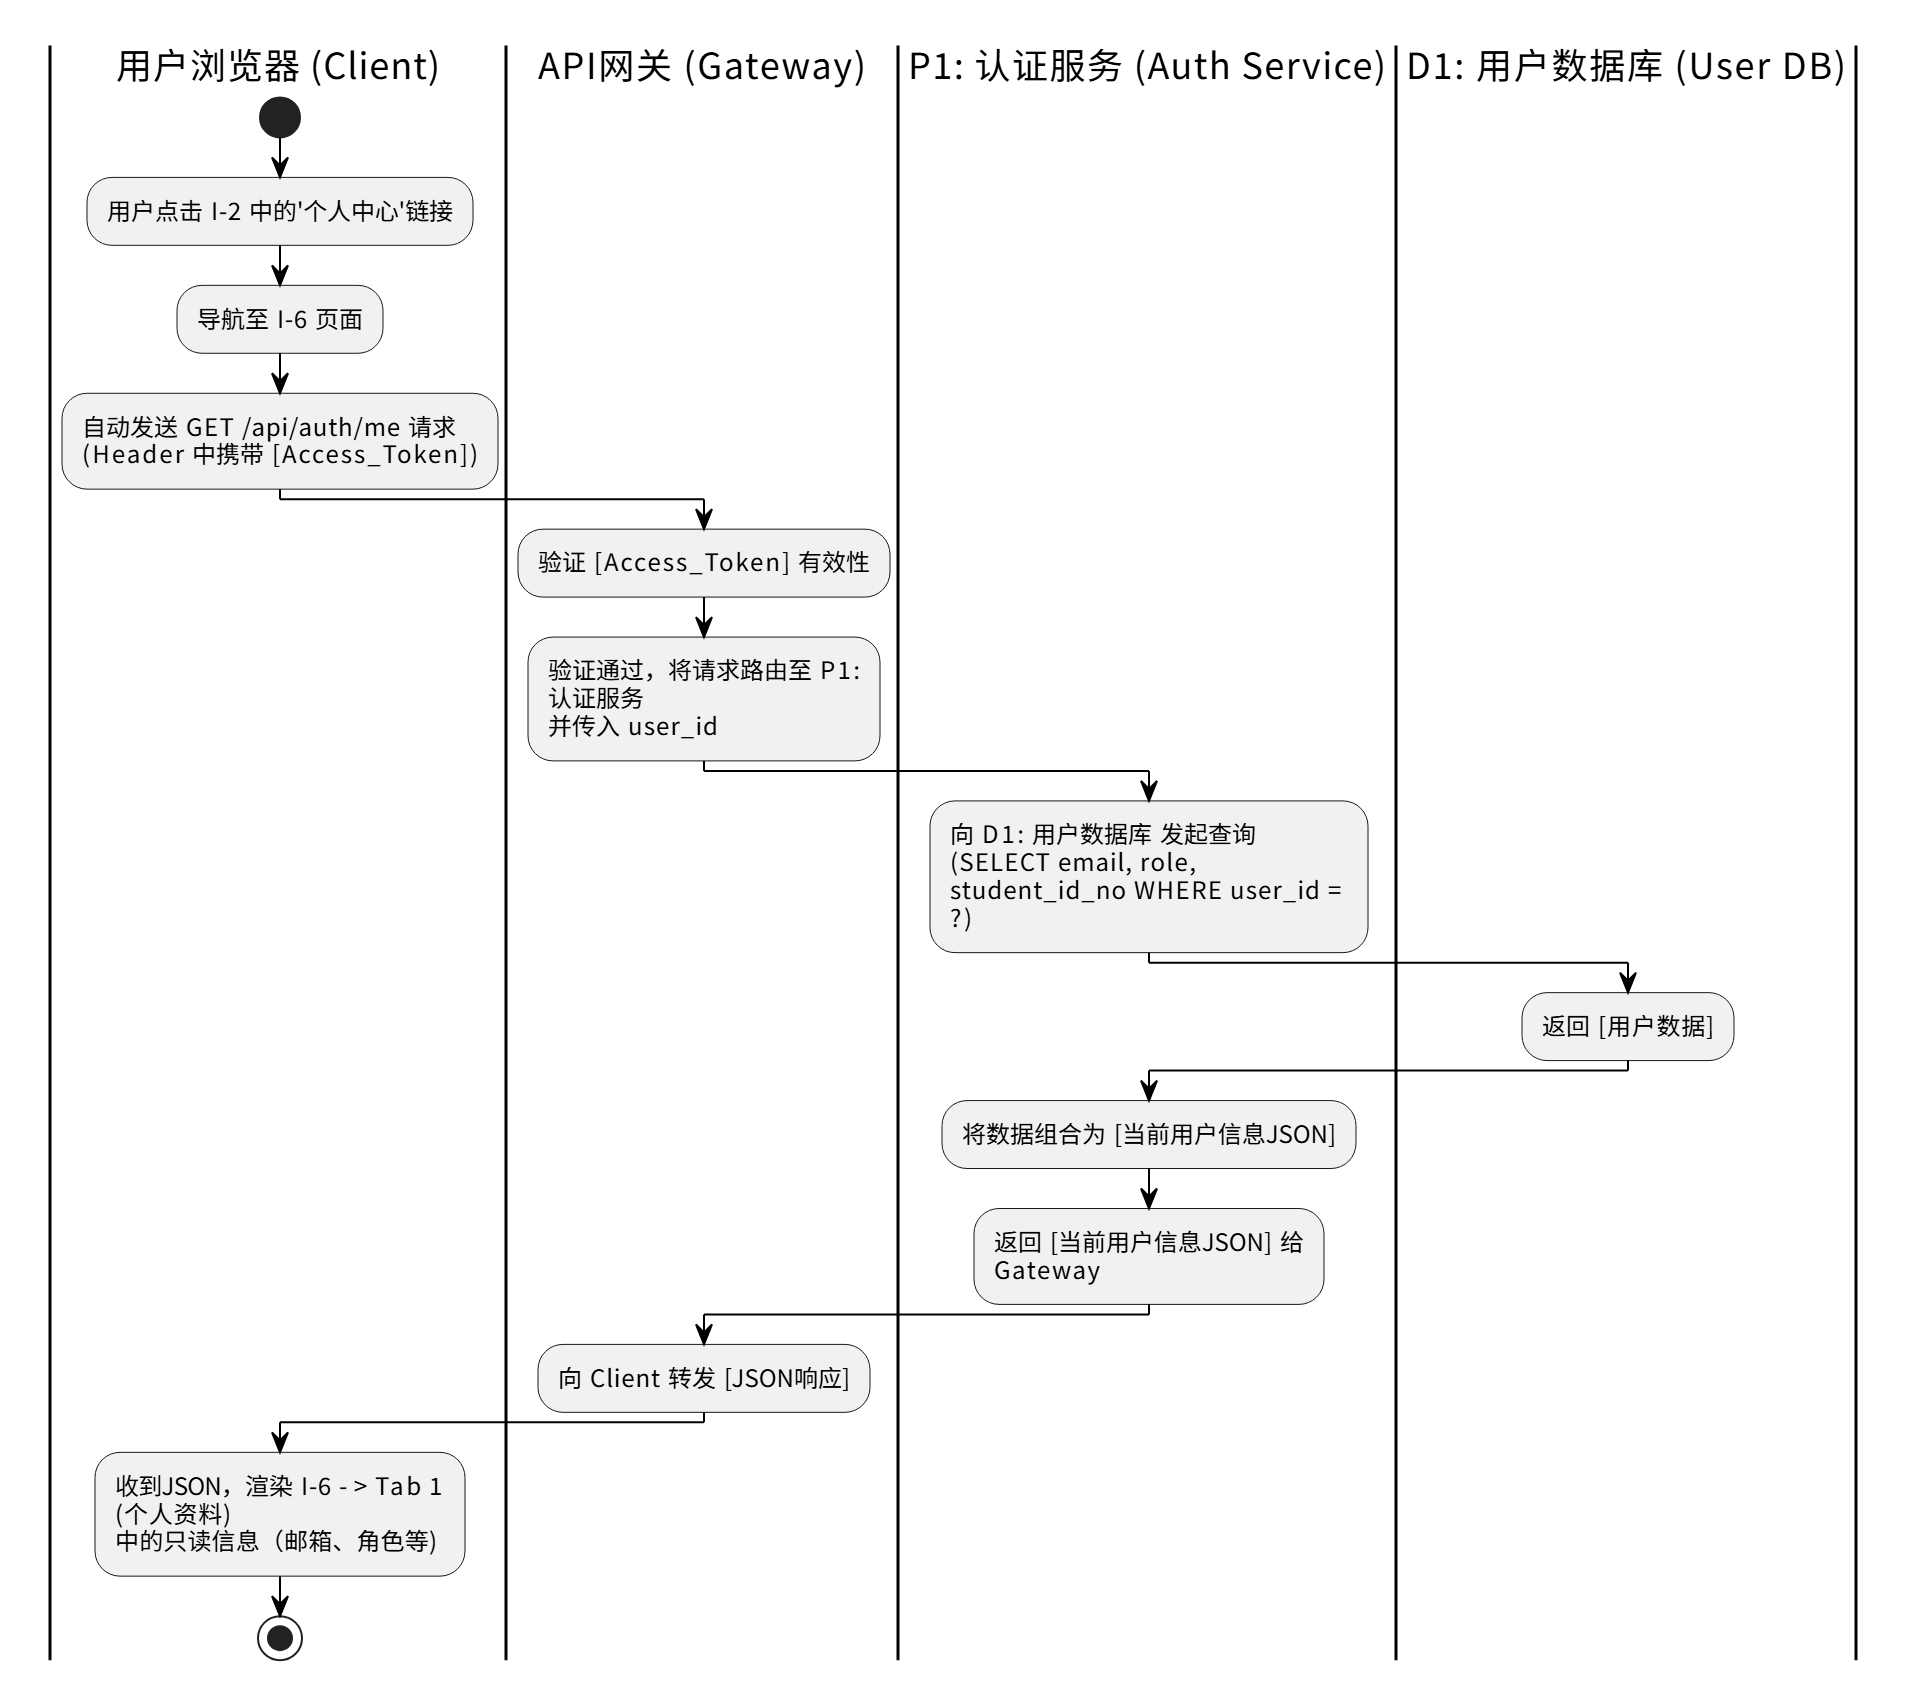 用户浏览器 (Client)
API网关 (Gateway)
P1: 认证服务 (Auth Service)
D1: 用户数据库 (User DB)
用户点击 I-2 中的'个人中心'链接
导航至 I-6 页面
自动发送 GET /api/auth/me 请求
(Header 中携带 [Access_Token])
验证 [Access_Token] 有效性
验证通过，将请求路由至 P1:
认证服务
并传入 user_id
向 D1: 用户数据库 发起查询
(SELECT email, role,
student_id_no WHERE user_id =
?)
返回 [用户数据]
将数据组合为 [当前用户信息JSON]
返回 [当前用户信息JSON] 给
Gateway
向 Client 转发 [JSON响应]
收到JSON，渲染 I-6 - > Tab 1
(个人资料)
中的只读信息（邮箱、角色等)